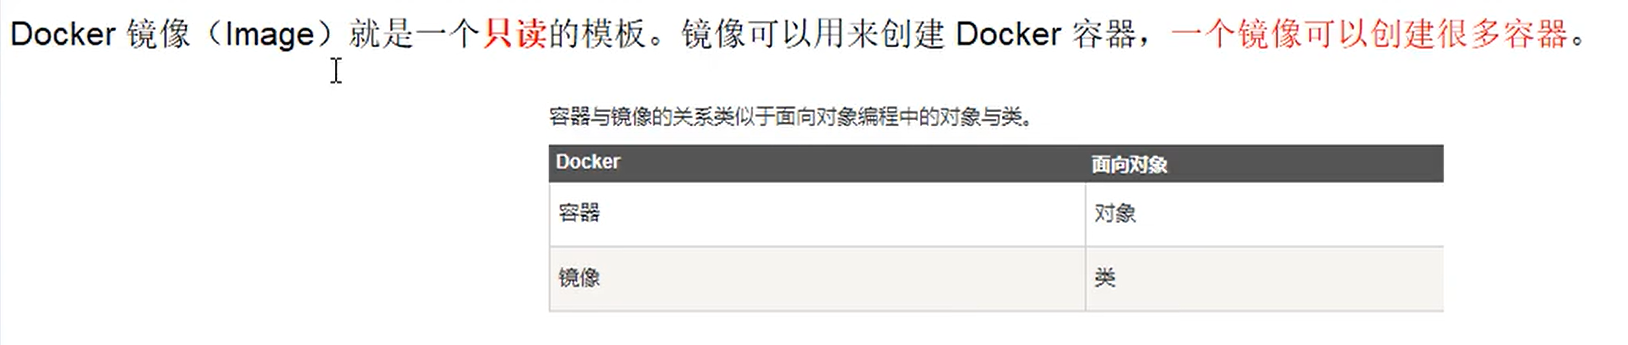 Docker 镜像（Image）就是一个只读的模板。镜像可以用来创建 Docker 容器，一个镜像可以创建很多容器。
容器与镜像的关系类似于面向对象编程中的对象与类。
Docker 面向对象
容器 对象
镜像 类